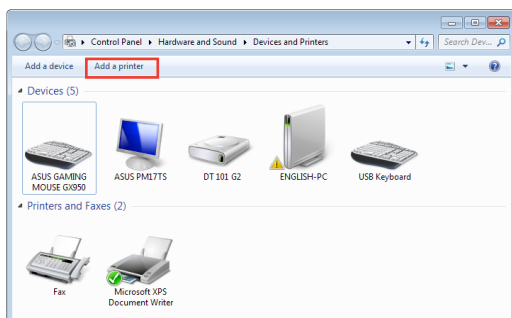 Control Panel Hardware and Sound Devices and Printers Search Dev...
Add a device Add a printer
Devices (5)
ASUS GAMING
MOUSE GX950
ASUS PM17TS
DT 101 G2
ENGLISH-PC
USB Keyboard
Printers and Faxes (2)
Fax
Microsoft XPS
Document Writer